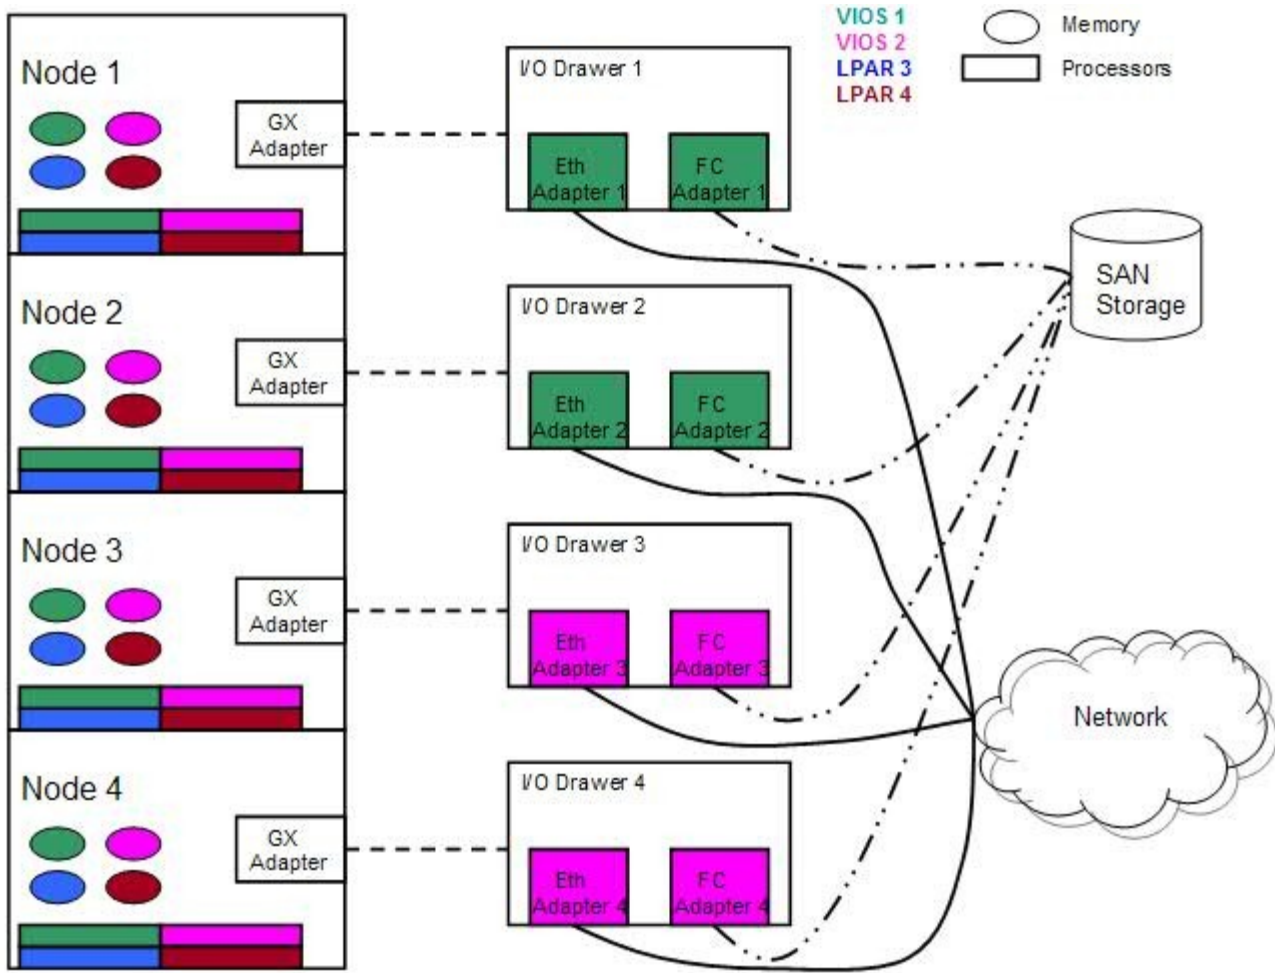 VIOS 1
VIOS 2
LPAR 3
LPAR 4
Memory
Processors
Node 1
GX
Adapter
I/O Drawer 1
Eth
Adapter 1
FC
Adapter 1
SAN
Storage
Node 2
GX
Adapter
I/O Drawer 2
Eth
Adapter 2
FC
Adapter 2
Node 3
GX
Adapter
I/O Drawer 3
Eth
Adapter 3
FC
Adapter 3
Network
Node 4
GX
Adapter
I/O Drawer 4
Eth
Adapter 4
FC
Adapter 4